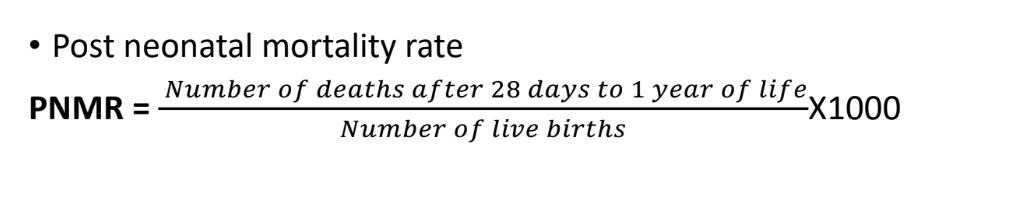 • Post neonatal mortality rate
Number of deaths after 28 days to 1 year of life
PNMR = X1000
Number of live births